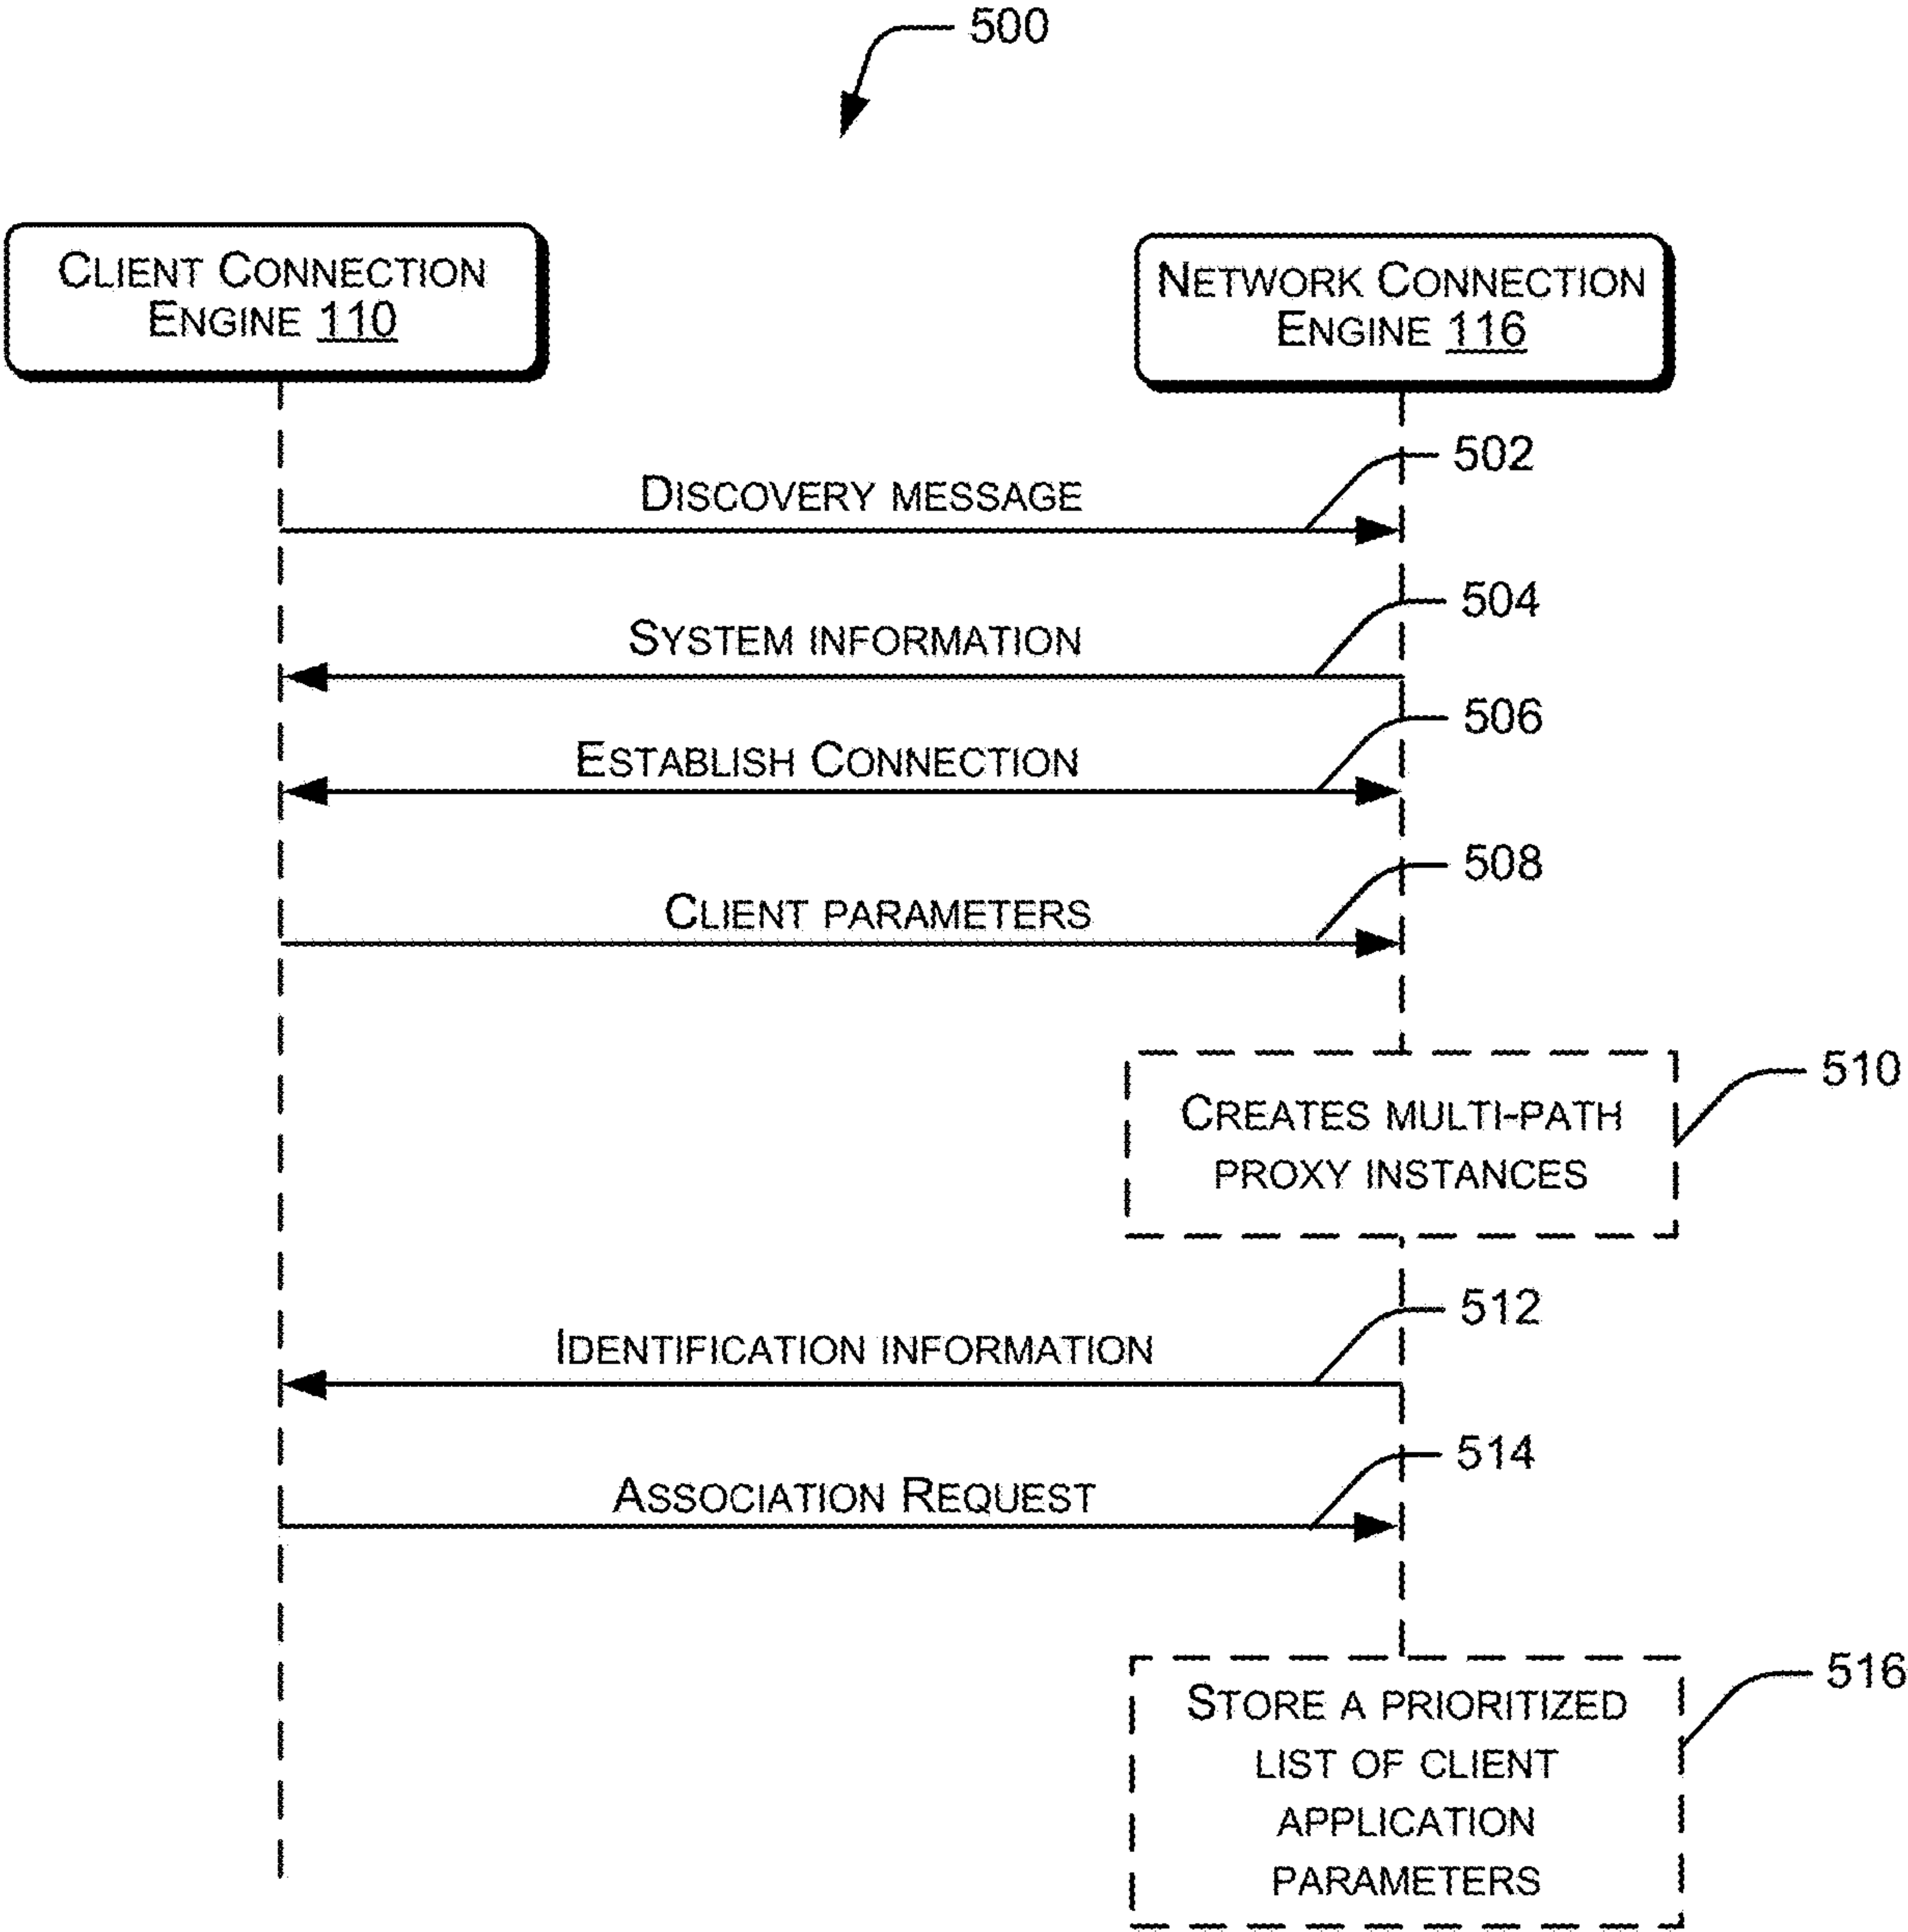 500
CLIENT CONNECTION
ENGINE 110
NETWORK CONNECTION
ENGINE 116
502
DISCOVERY MESSAGE
504
SYSTEM INFORMATION
506
ESTABLISH CONNECTION
508
CLIENT PARAMETERS
510
CREATES MULTI-PATH
PROXY INSTANCES
512
IDENTIFICATION INFORMATION
514
ASSOCIATION REQUEST
516
STORE A PRIORITIZED
LIST OF CLIENT
APPLICATION
PARAMETERS